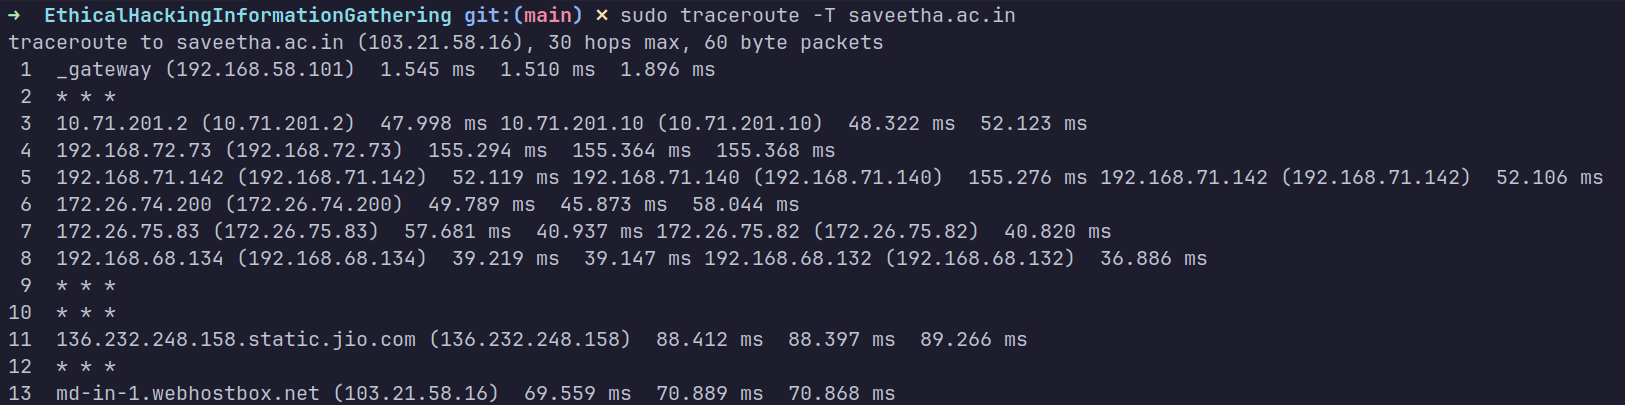 → EthicalHackingInformationGathering git:(main) × sudo traceroute -T saveetha.ac.in
traceroute to saveetha.ac.in (103.21.58.16), 30 hops max, 60 byte packets
 1  _gateway (192.168.58.101)  1.545 ms  1.510 ms  1.896 ms
 2  * * *
 3  10.71.201.2 (10.71.201.2)  47.998 ms 10.71.201.10 (10.71.201.10)  48.322 ms  52.123 ms
 4  192.168.72.73 (192.168.72.73)  155.294 ms  155.364 ms  155.368 ms
 5  192.168.71.142 (192.168.71.142)  52.119 ms 192.168.71.140 (192.168.71.140)  155.276 ms 192.168.71.142 (192.168.71.142)  52.106 ms
 6  172.26.74.200 (172.26.74.200)  49.789 ms  45.873 ms  58.044 ms
 7  172.26.75.83 (172.26.75.83)  57.681 ms  40.937 ms 172.26.75.82 (172.26.75.82)  40.820 ms
 8  192.168.68.134 (192.168.68.134)  39.219 ms  39.147 ms 192.168.68.132 (192.168.68.132)  36.886 ms
 9  * * *
10  * * *
11  136.232.248.158.static.jio.com (136.232.248.158)  88.412 ms  88.397 ms  89.266 ms
12  * * *
13  md-in-1.webhostbox.net (103.21.58.16)  69.559 ms  70.889 ms  70.868 ms